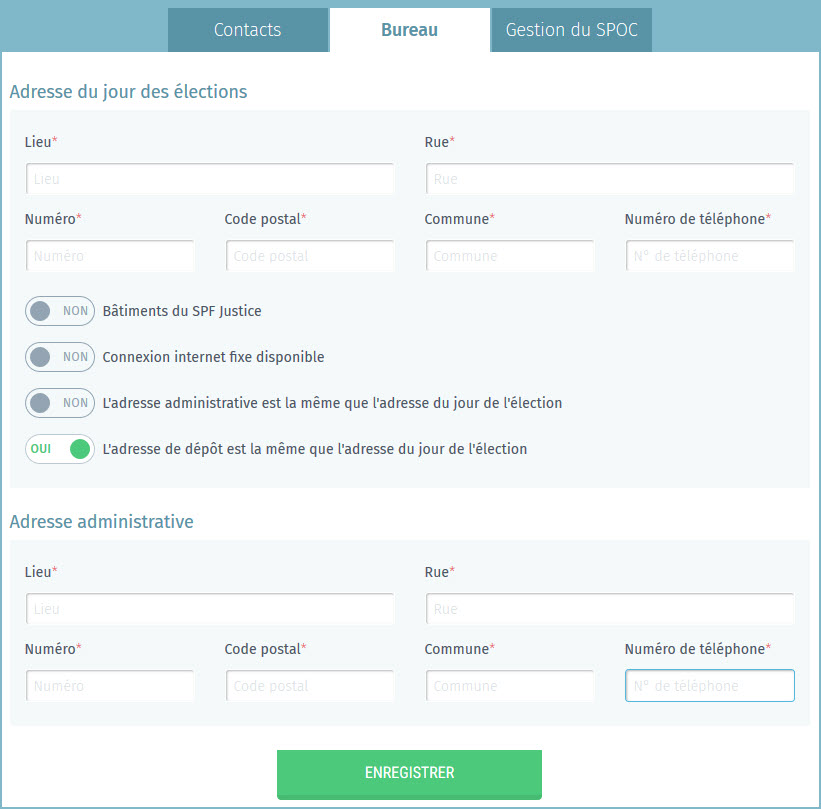 Contacts Bureau Gestion du SPOC
Adresse du jour des élections
Lieu* Rue*
Lieu Rue
Numéro* Code postal* Commune* Numéro de téléphone*
Numéro Code postal Commune N° de téléphone
NON Bâtiments du SPF Justice
NON Connexion internet fixe disponible
NON L'adresse administrative est la même que l'adresse du jour de l'élection
OUI L'adresse de dépôt est la même que l'adresse du jour de l'élection
Adresse administrative
Lieu* Rue*
Lieu Rue
Numéro* Code postal* Commune* Numéro de téléphone*
Numéro Code postal Commune N° de téléphone
ENREGISTRER